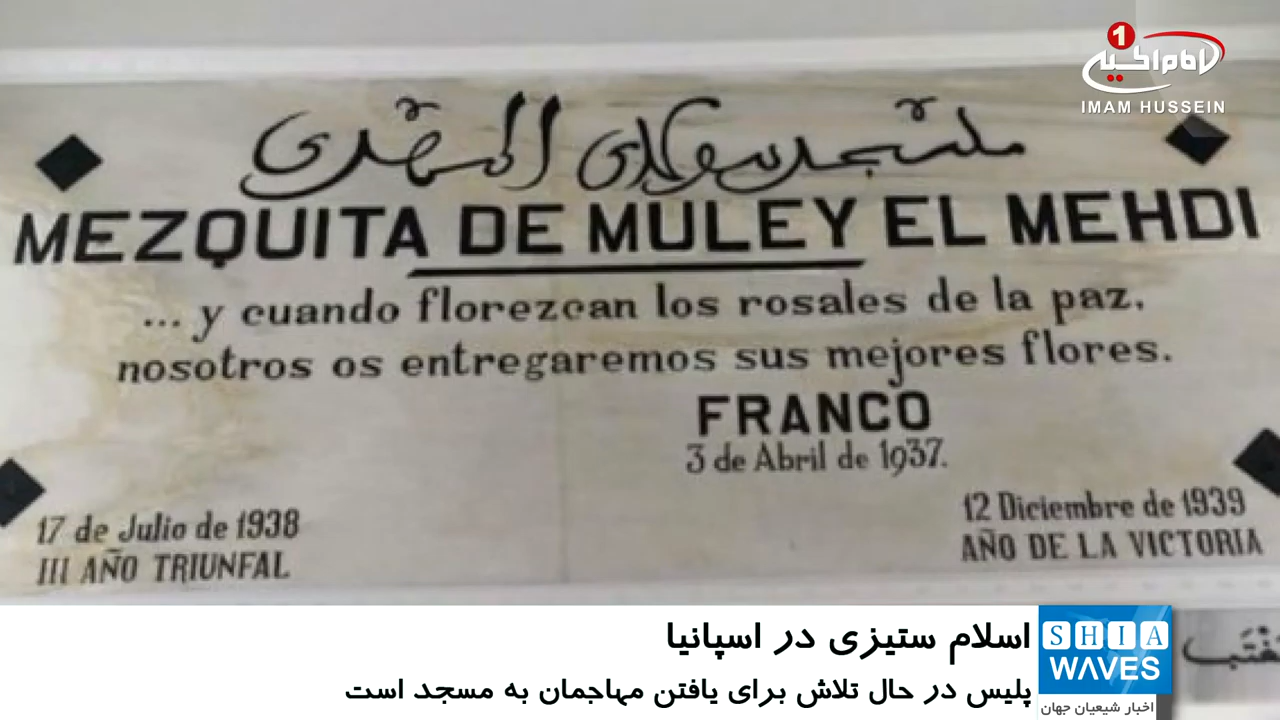 1
امام حسین
IMAM HUSSEIN
مسجد سيدي المهدي
MEZQUITA DE MULEY EL MEHDI
... y cuando florezcan los rosales de la paz.
nosotros os entregaremos sus mejores flores.
FRANCO
3 de Abril de 1937.
17 de Julio de 1938
III AÑO TRIUNFAL
12 Diciembre de 1939
AÑO DE LA VICTORIA
اسلام ستیزی در اسپانیا
پلیس در حال تلاش برای یافتن مهاجمان به مسجد است
SHIA
WAVES
اخبار شیعیان جهان